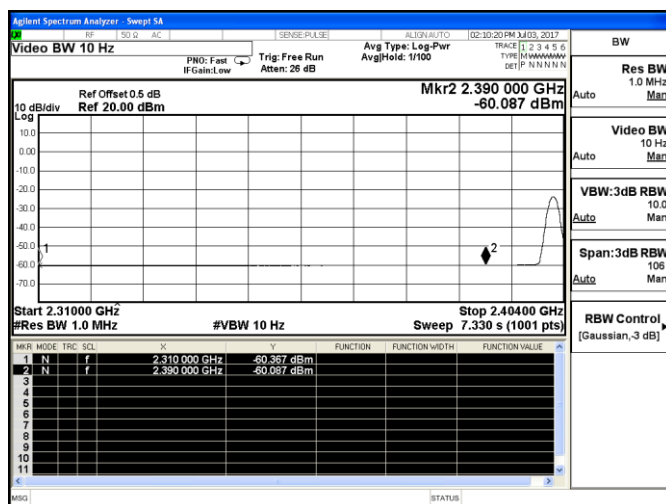 Agilent Spectrum Analyzer - Swept SA
RF 50 Ω AC SENSE:PULSE ALIGNAUTO 02:10:20 PM Jul 03, 2017
Video BW 10 Hz
PNO: Fast
IFGain:Low
Trig: Free Run
Atten: 26 dB
Avg Type: Log-Pwr
Avg|Hold: 1/100
TRACE 1 2 3 4 5 6
TYPE MWWWWW
DET P N N N N N
Ref Offset 0.5 dB
Ref 20.00 dBm
10 dB/div
Log
Mkr2 2.390 000 GHz
-60.087 dBm
10.0
0.00
-10.0
-20.0
-30.0
-40.0
-50.0
-60.0
-70.0
1
2
Start 2.31000 GHz
Stop 2.40400 GHz
#Res BW 1.0 MHz
#VBW 10 Hz
Sweep 7.330 s (1001 pts)
MKR MODE TRC SCL X Y FUNCTION FUNCTION WIDTH FUNCTION VALUE
1 N f 2.310 000 GHz -60.367 dBm
2 N f 2.390 000 GHz -60.087 dBm
3
4
5
6
7
8
9
10
11
MSG
STATUS
BW
Res BW
1.0 MHz
Auto Man
Video BW
10 Hz
Auto Man
VBW:3dB RBW
10.0
Auto Man
Span:3dB RBW
106
Auto Man
RBW Control
[Gaussian,-3 dB]